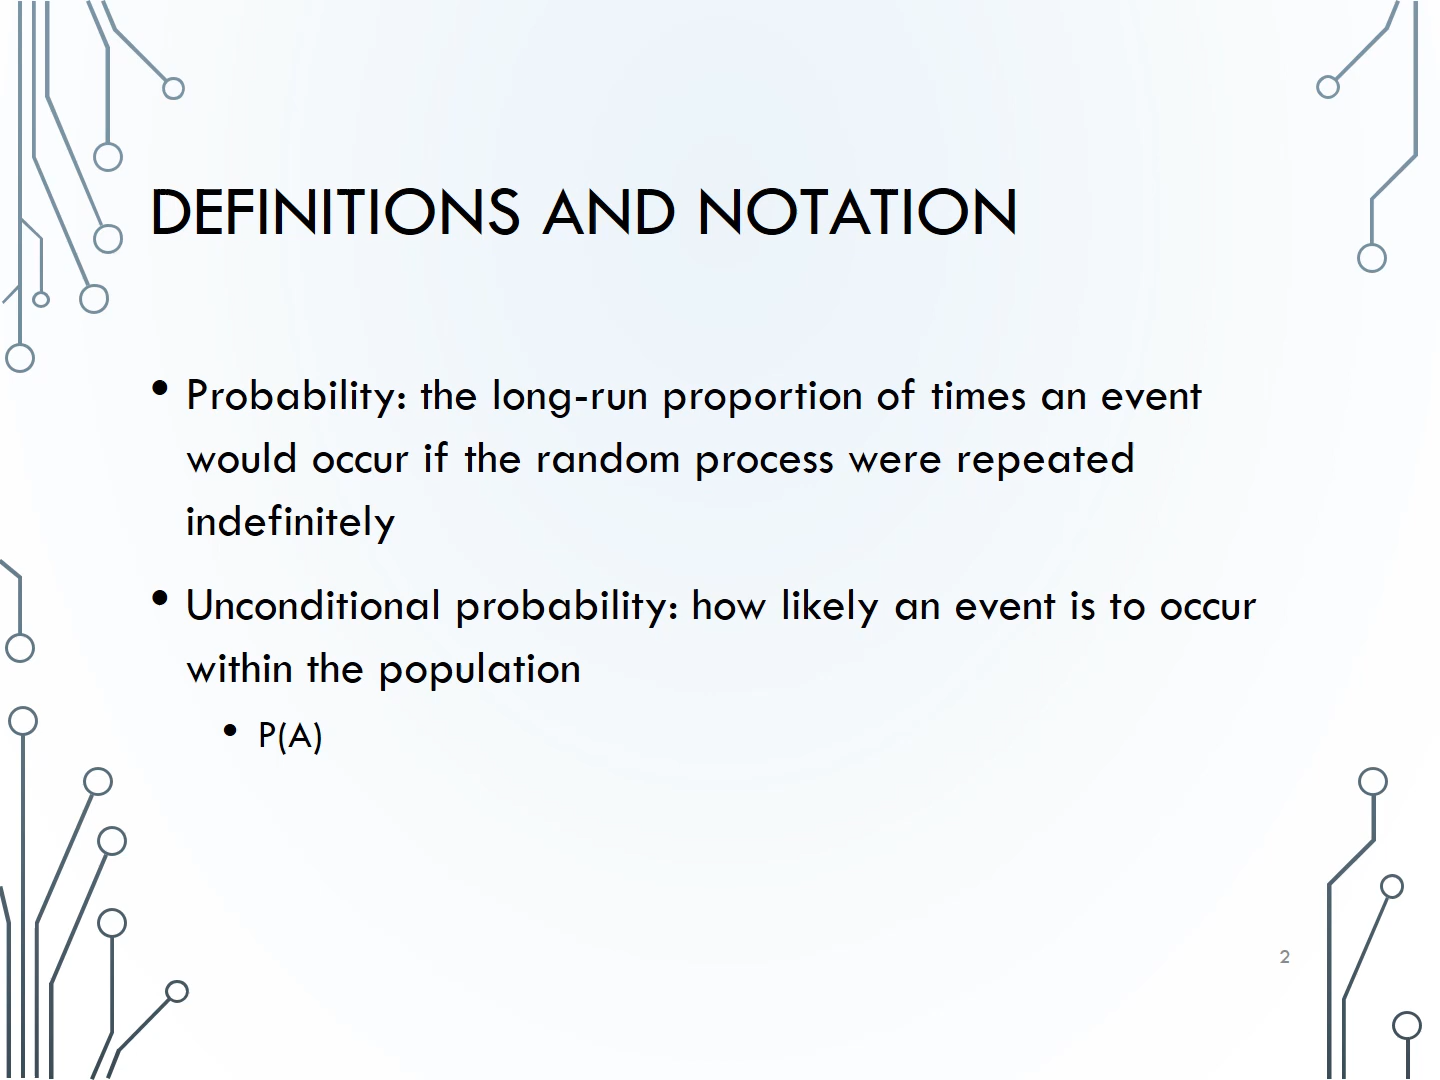 DEFINITIONS AND NOTATION
• Probability: the long-run proportion of times an event
would occur if the random process were repeated
indefinitely
• Unconditional probability: how likely an event is to occur
within the population
• P(A)
2